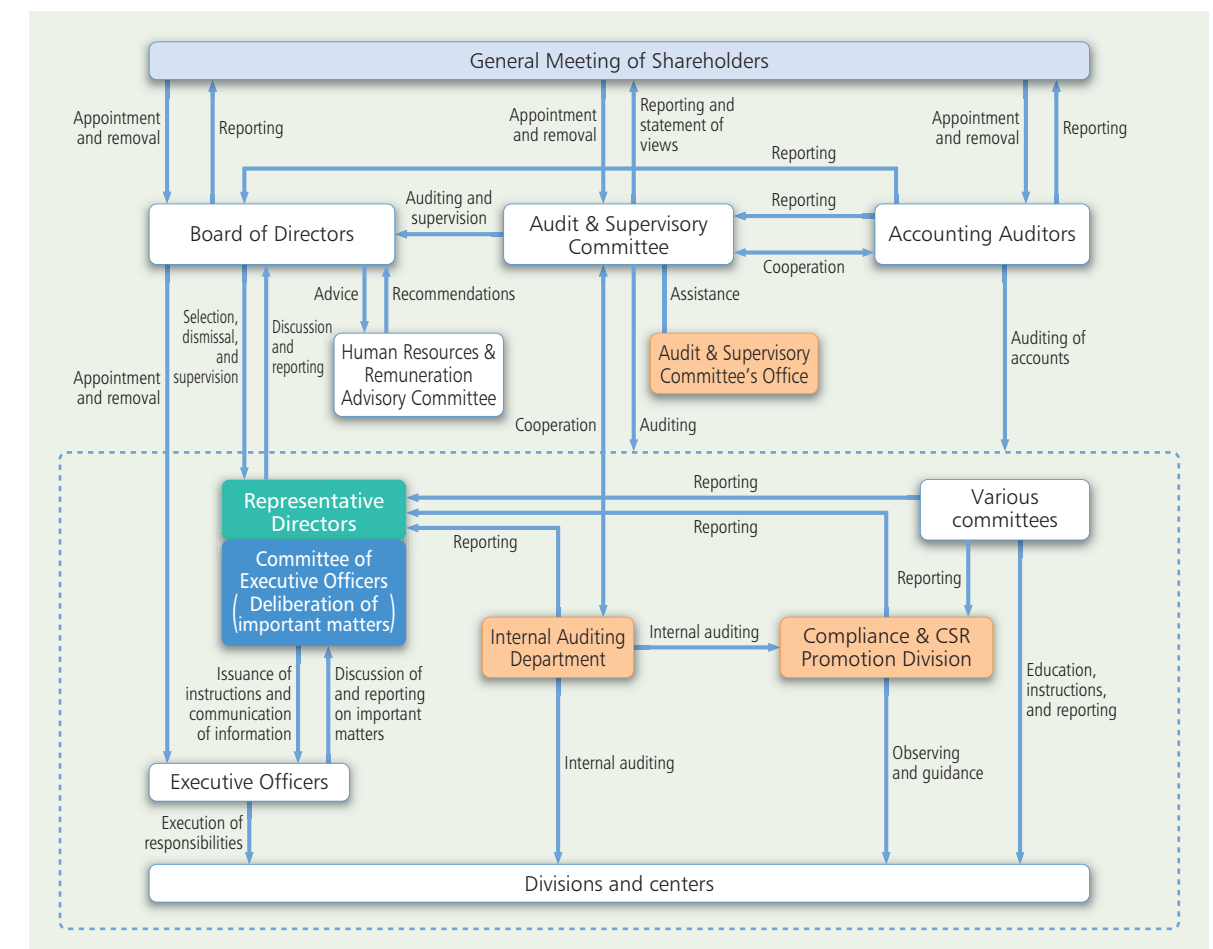 General Meeting of Shareholders
Appointment
and removal
Reporting
Appointment
and removal
Reporting and
statement of
views
Appointment
and removal
Reporting
Reporting
Board of Directors
Auditing and
supervision
Audit & Supervisory
Committee
Reporting
Cooperation
Accounting Auditors
Advice
Recommendations
Assistance
Selection,
dismissal,
and
supervision
Discussion
and
reporting
Human Resources &
Remuneration
Advisory Committee
Audit & Supervisory
Committee's Office
Auditing of
accounts
Appointment
and removal
Cooperation
Auditing
Representative
Directors
Reporting
Various
committees
Reporting
Reporting
Committee of
Executive Officers
(Deliberation of
important matters)
Reporting
Internal Auditing
Department
Internal auditing
Compliance & CSR
Promotion Division
Issuance of
instructions and
communication
of information
Discussion of
and reporting
on important
matters
Education,
instructions,
and reporting
Internal auditing
Observing
and guidance
Executive Officers
Execution of
responsibilities
Divisions and centers